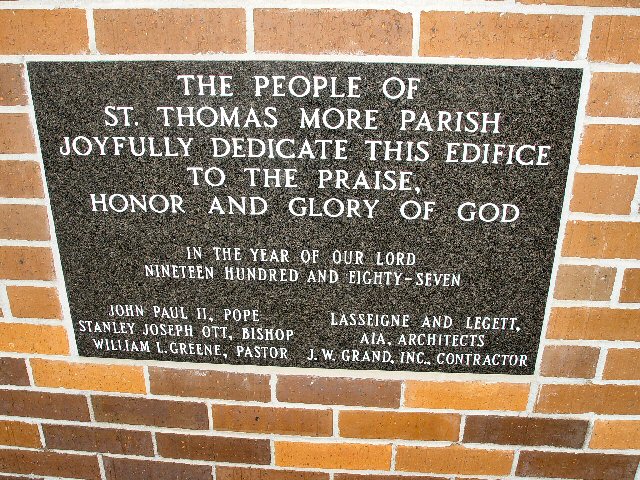 THE PEOPLE OF
ST. THOMAS MORE PARISH
JOYFULLY DEDICATE THIS EDIFICE
TO THE PRAISE,
HONOR AND GLORY OF GOD
IN THE YEAR OF OUR LORD
NINETEEN HUNDRED AND EIGHTY-SEVEN
JOHN PAUL II, POPE
STANLEY JOSEPH OTT, BISHOP
WILLIAM L. GREENE, PASTOR
LASSEIGNE AND LEGETT,
AIA, ARCHITECTS
J. W. GRAND, INC., CONTRACTOR